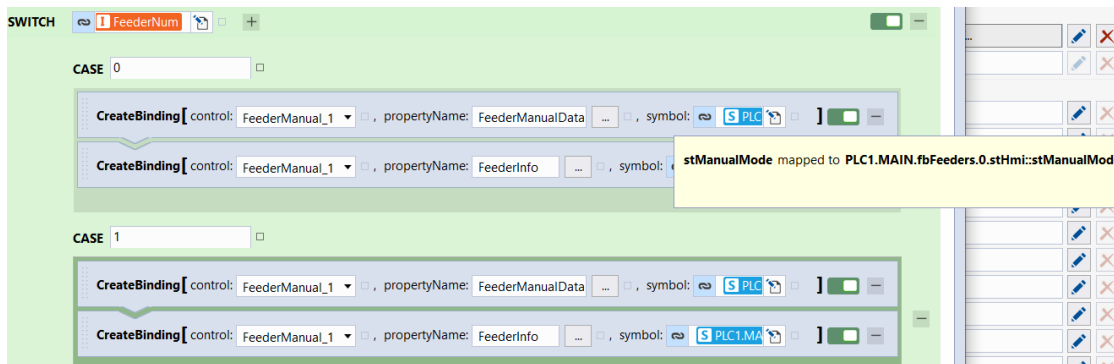 SWITCH FeederNum +
...
CASE 0
CreateBinding[ control: FeederManual_1 , propertyName: FeederManualData ... , symbol: S PLC ]
stManualMode mapped to PLC1.MAIN.fbFeeders.0.stHmi::stManualMod
CreateBinding[ control: FeederManual_1 , propertyName: FeederInfo ... , symbol:
CASE 1
CreateBinding[ control: FeederManual_1 , propertyName: FeederManualData ... , symbol: S PLC ]
CreateBinding[ control: FeederManual_1 , propertyName: FeederInfo ... , symbol: S PLC1.MA ]